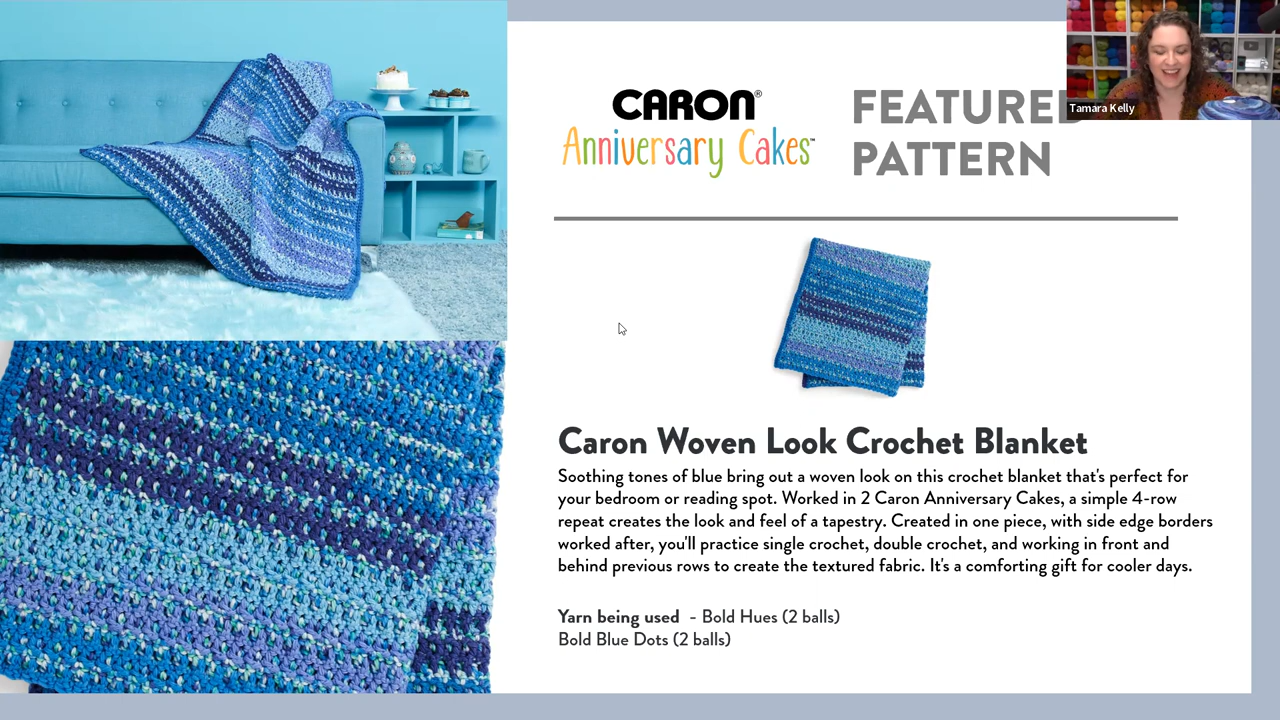 CARON®
Anniversary Cakes™
FEATURED
PATTERN
Tamara Kelly
Caron Woven Look Crochet Blanket
Soothing tones of blue bring out a woven look on this crochet blanket that's perfect for
your bedroom or reading spot. Worked in 2 Caron Anniversary Cakes, a simple 4-row
repeat creates the look and feel of a tapestry. Created in one piece, with side edge borders
worked after, you'll practice single crochet, double crochet, and working in front and
behind previous rows to create the textured fabric. It's a comforting gift for cooler days.
Yarn being used - Bold Hues (2 balls)
Bold Blue Dots (2 balls)